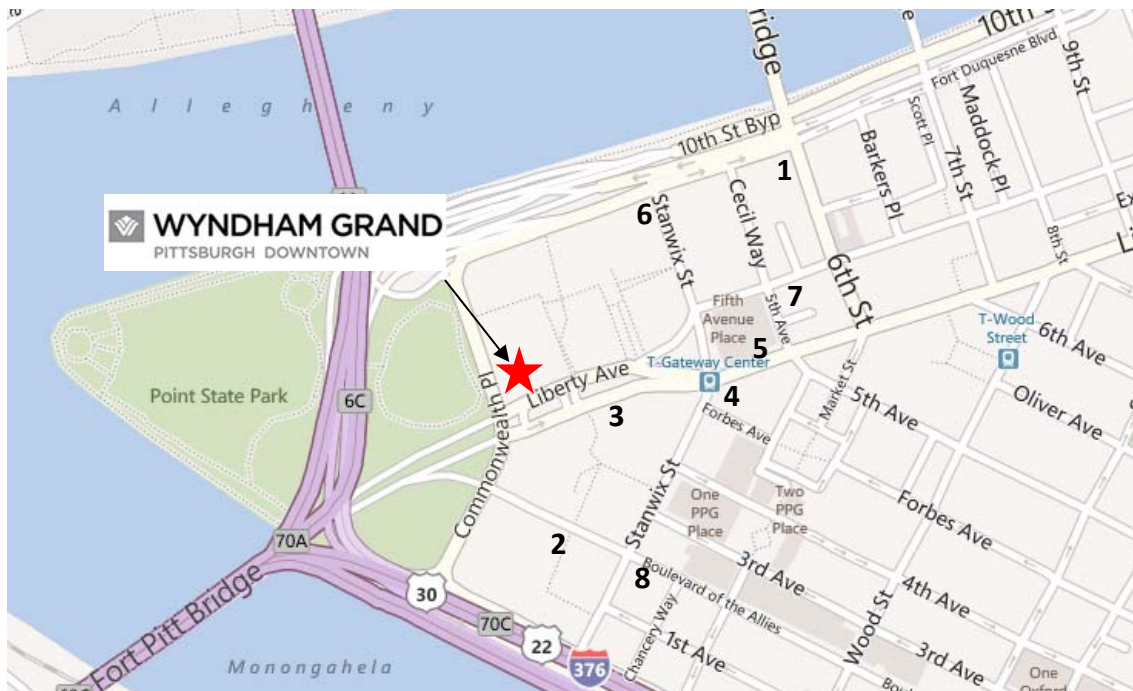 Allegheny
WYNDHAM GRAND
PITTSBURGH DOWNTOWN
10th St Byp
10th
Fort Duquesne Blvd
9th St
Scott Pl
Maddock Pl
7th St
Barkers Pl
8th St
1
6
Stanwix St
Cecil Way
6th St
7
Fifth
Avenue
Place
5th Ave
5
T-Gateway Center
4
T-Wood
Street
6th Ave
Liberty Ave
3
Market St
5th Ave
Oliver Ave
Forbes Ave
Point State Park
6C
Commonwealth Pl
Stanwix St
One
PPG
Place
Two
PPG
Place
Forbes Ave
2
3rd Ave
4th Ave
8
Boulevard of the Allies
70A
30
70C
22
376
Chancery Way
1st Ave
Wood St
3rd Ave
Fort Pitt Bridge
Monongahela
One